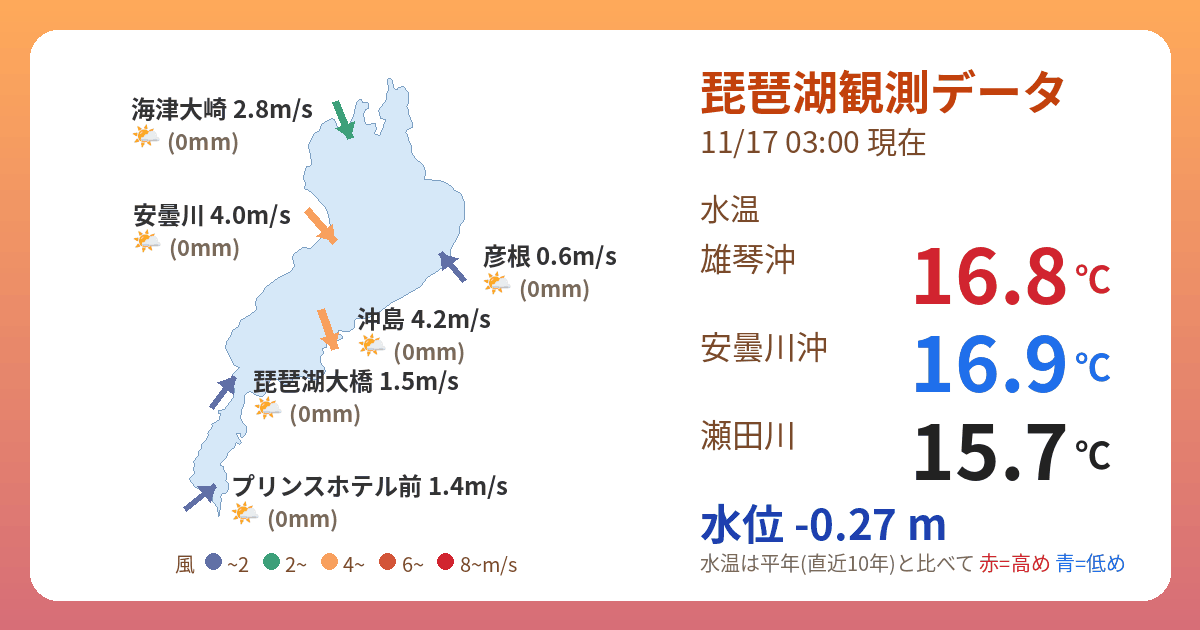 海津大崎 2.8m/s
(0mm)
安曇川 4.0m/s
(0mm)
彦根 0.6m/s
(0mm)
沖島 4.2m/s
(0mm)
琵琶湖大橋 1.5m/s
(0mm)
プリンスホテル前 1.4m/s
(0mm)
風 ~2 2~ 4~ 6~ 8~m/s
琵琶湖観測データ
11/17 03:00 現在
水温
雄琴沖 16.8℃
安曇川沖 16.9℃
瀬田川 15.7℃
水位 -0.27 m
水温は平年(直近10年)と比べて 赤=高め 青=低め